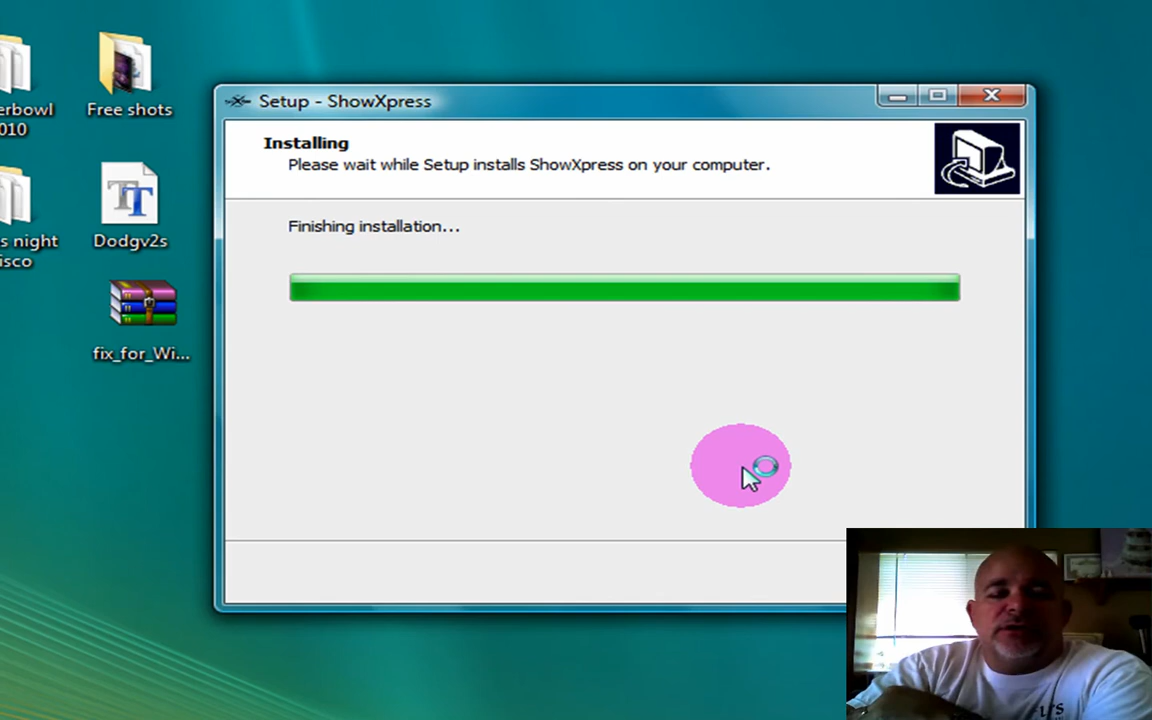 erbowl
010
Free shots
s night
isco
Dodgv2s
fix_for_Wi...
Setup - ShowXpress
Installing
Please wait while Setup installs ShowXpress on your computer.
Finishing installation...